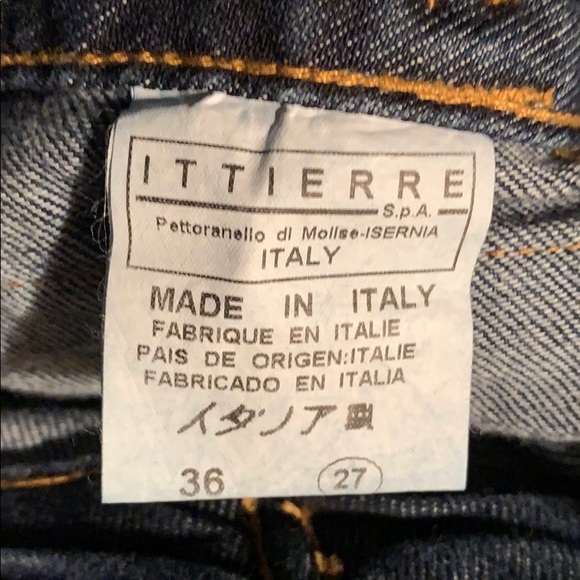 ITTIERRE
S.p.A.
Pettoranello di Molise-ISERNIA
ITALY
MADE IN ITALY
FABRIQUE EN ITALIE
PAIS DE ORIGEN:ITALIE
FABRICADO EN ITALIA
イタリア製
36 27